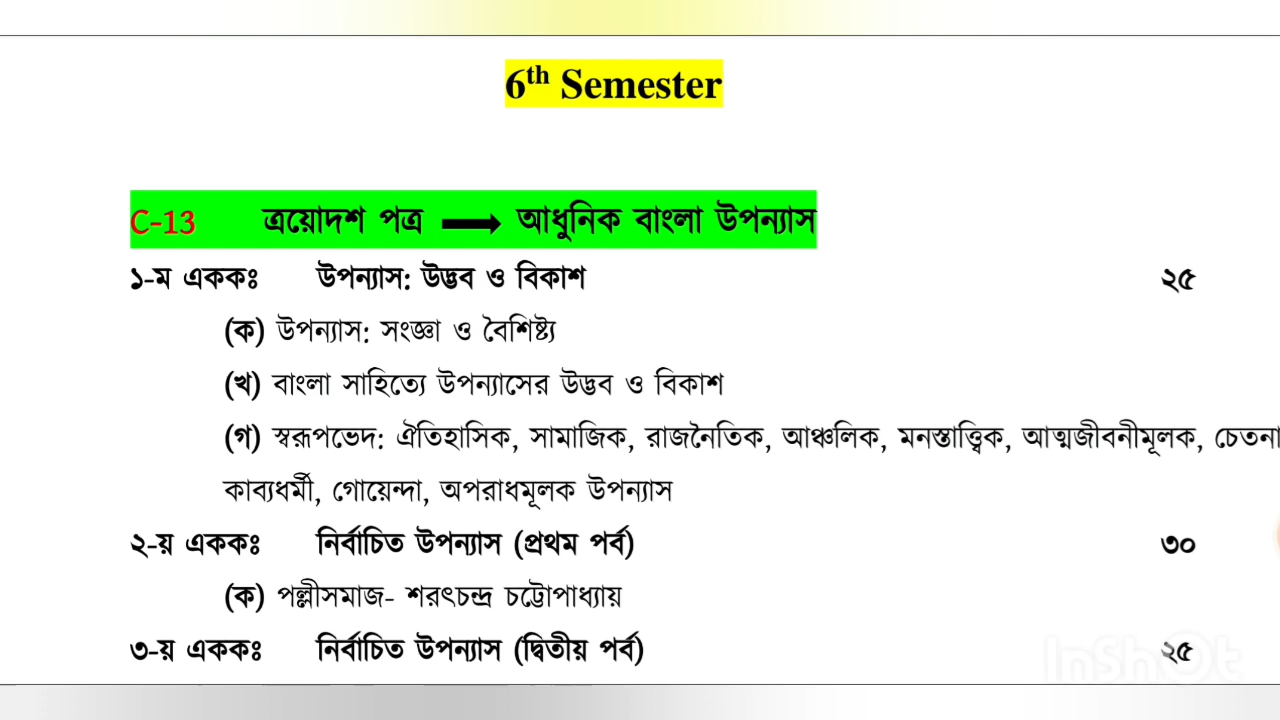 6th Semester
C-13 ত্রয়োদশ পত্র ➡ আধুনিক বাংলা উপন্যাস
১-ম এককঃ উপন্যাস: উদ্ভব ও বিকাশ ২৫
(ক) উপন্যাস: সংজ্ঞা ও বৈশিষ্ট্য
(খ) বাংলা সাহিত্যে উপন্যাসের উদ্ভব ও বিকাশ
(গ) স্বরূপভেদ: ঐতিহাসিক, সামাজিক, রাজনৈতিক, আঞ্চলিক, মনস্তাত্ত্বিক, আত্মজীবনীমূলক, চেতনা
কাব্যধর্মী, গোয়েন্দা, অপরাধমূলক উপন্যাস
২-য় এককঃ নির্বাচিত উপন্যাস (প্রথম পর্ব) ৩০
(ক) পল্লীসমাজ- শরৎচন্দ্র চট্টোপাধ্যায়
৩-য় এককঃ নির্বাচিত উপন্যাস (দ্বিতীয় পর্ব) ২৫
InShOt